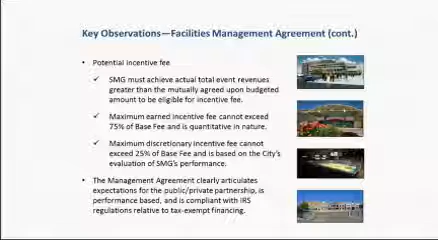 Key Observations—Facilities Management Agreement (cont.)
• Potential incentive fee
✓ SMG must achieve actual total event revenues
greater than the mutually agreed upon budgeted
amount to be eligible for incentive fee.
✓ Maximum earned incentive fee cannot exceed
75% of Base Fee and is quantitative in nature.
✓ Maximum discretionary incentive fee cannot
exceed 25% of Base Fee and is based on the City's
evaluation of SMG's performance.
• The Management Agreement clearly articulates
expectations for the public/private partnership, is
performance based, and is compliant with IRS
regulations relative to tax-exempt financing.